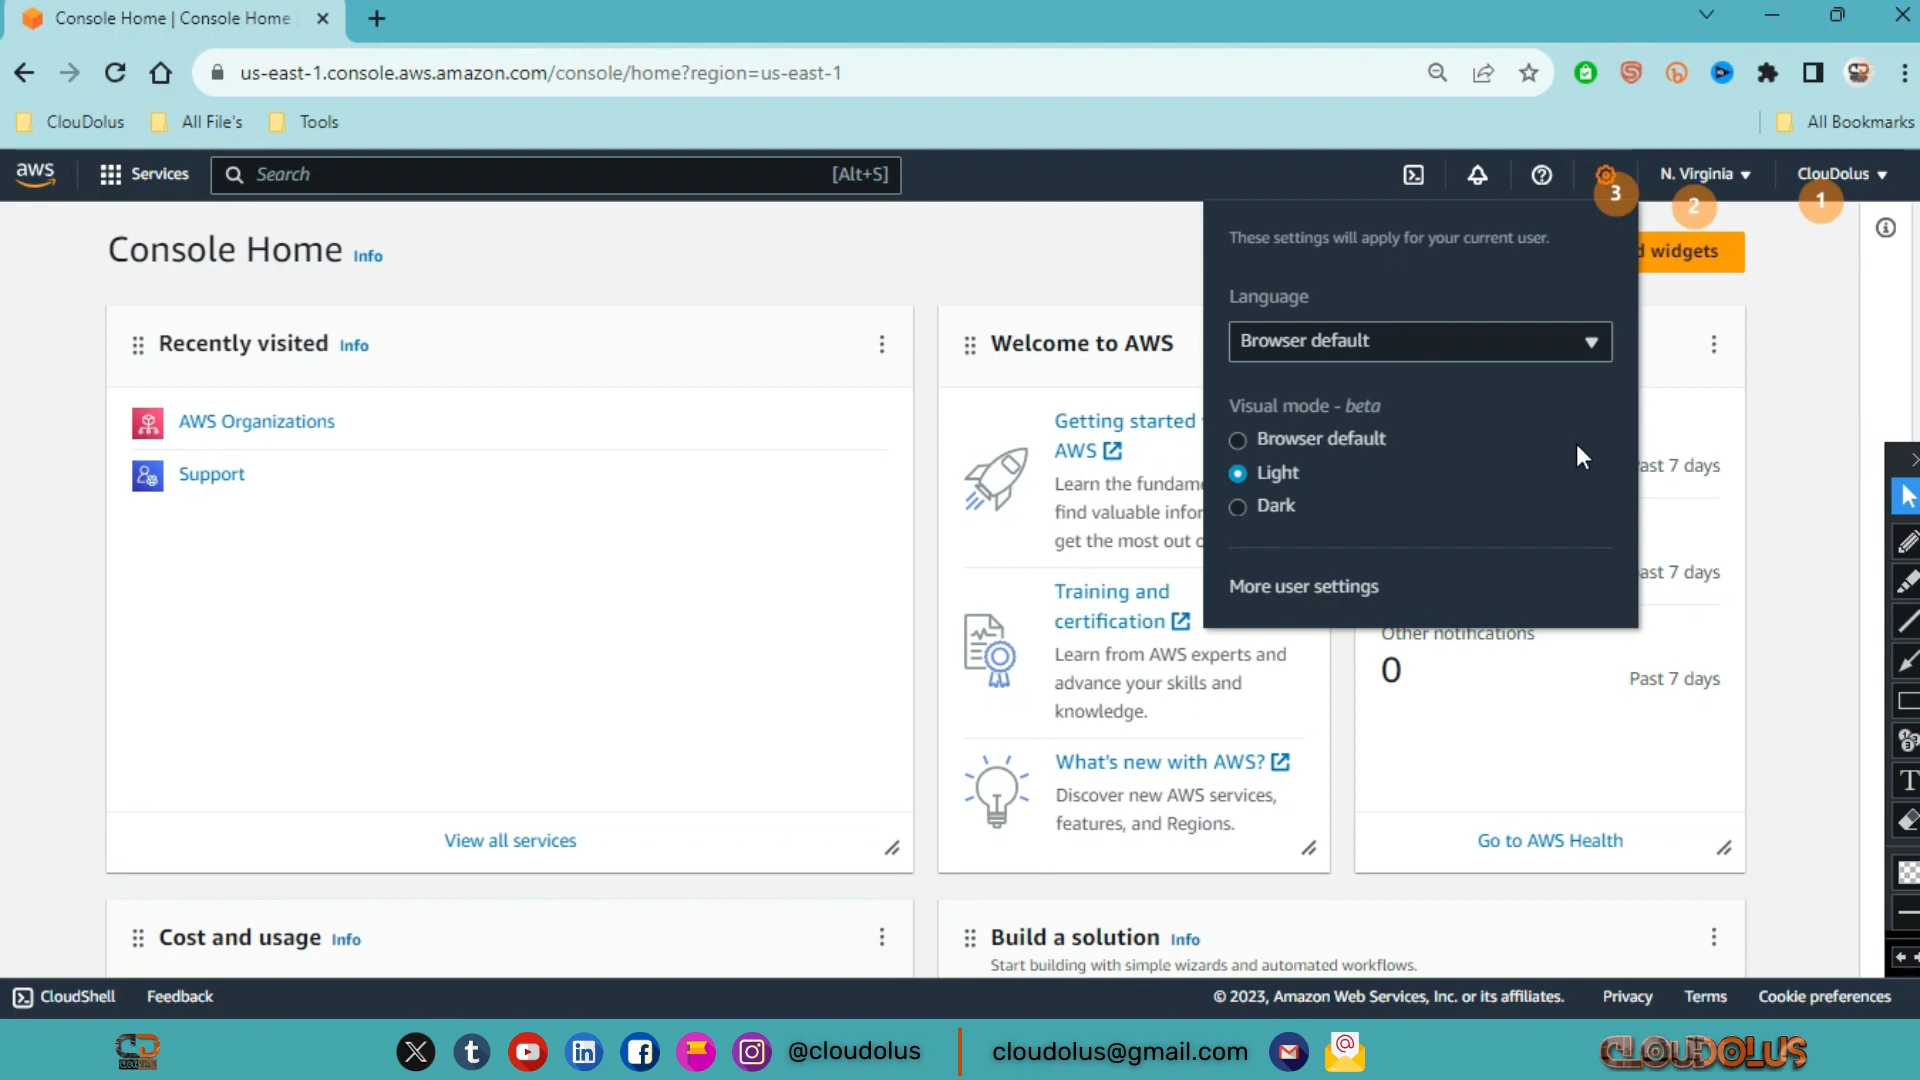 Console Home | Console Home
us-east-1.console.aws.amazon.com/console/home?region=us-east-1
ClouDolus
All File's
Tools
All Bookmarks
aws
Services
Search
[Alt+S]
N. Virginia
ClouDolus
3
2
1
Console Home Info
widgets
These settings will apply for your current user.
Language
Browser default
Visual mode - beta
Browser default
Light
Dark
More user settings
Recently visited Info
AWS Organizations
Support
View all services
Welcome to AWS
Getting started
AWS
Learn the
find valuable
get the most out
Training and
certification
Learn from AWS experts and
advance your skills and
knowledge.
What's new with AWS?
Discover new AWS services,
features, and Regions.
7 days
7 days
Other notifications
0
Past 7 days
Go to AWS Health
Cost and usage Info
Build a solution Info
Start building with simple wizards and automated workflows.
CloudShell
Feedback
© 2023, Amazon Web Services, Inc. or its affiliates.
Privacy
Terms
Cookie preferences
@cloudolus
cloudolus@gmail.com
CLOUDOLUS